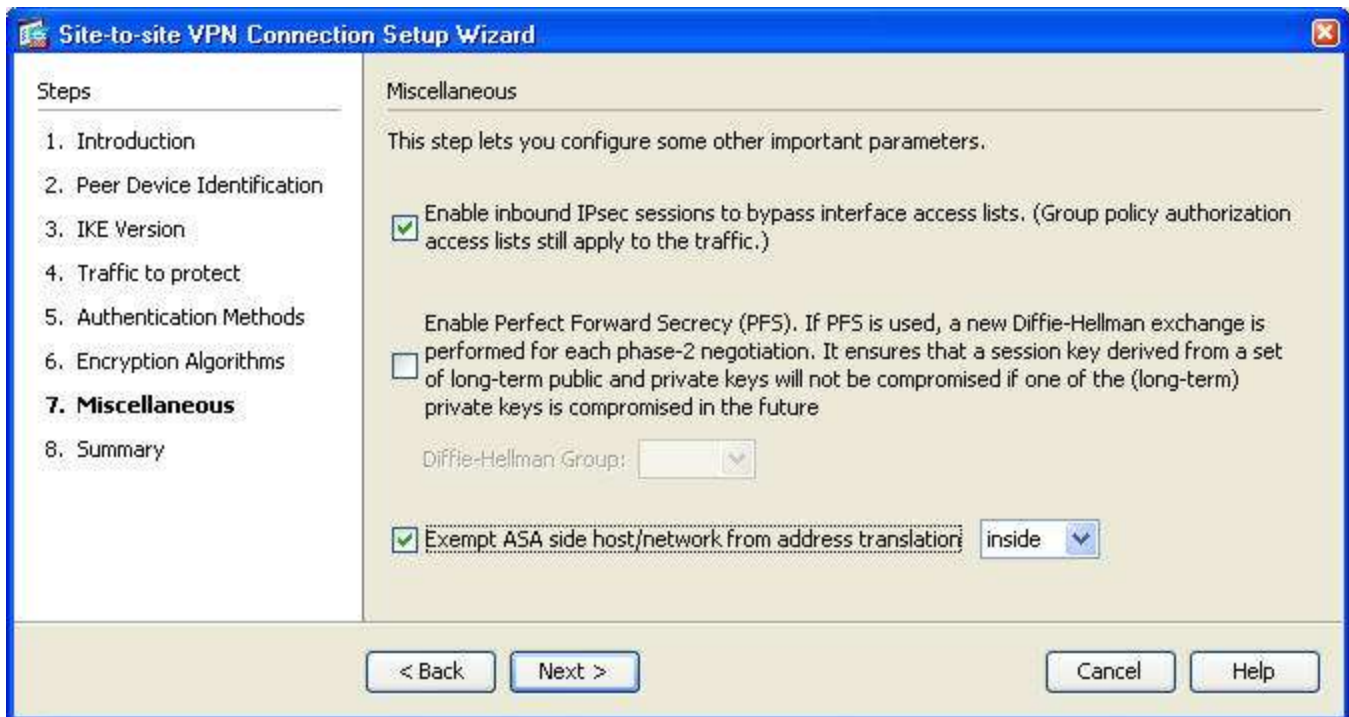 Site-to-site VPN Connection Setup Wizard
Steps
1. Introduction
2. Peer Device Identification
3. IKE Version
4. Traffic to protect
5. Authentication Methods
6. Encryption Algorithms
7. Miscellaneous
8. Summary
Miscellaneous
This step lets you configure some other important parameters.
Enable inbound IPsec sessions to bypass interface access lists. (Group policy authorization
access lists still apply to the traffic.)
Enable Perfect Forward Secrecy (PFS). If PFS is used, a new Diffie-Hellman exchange is
performed for each phase-2 negotiation. It ensures that a session key derived from a set
of long-term public and private keys will not be compromised if one of the (long-term)
private keys is compromised in the future
Diffie-Hellman Group:
Exempt ASA side host/network from address translation inside
< Back Next > Cancel Help